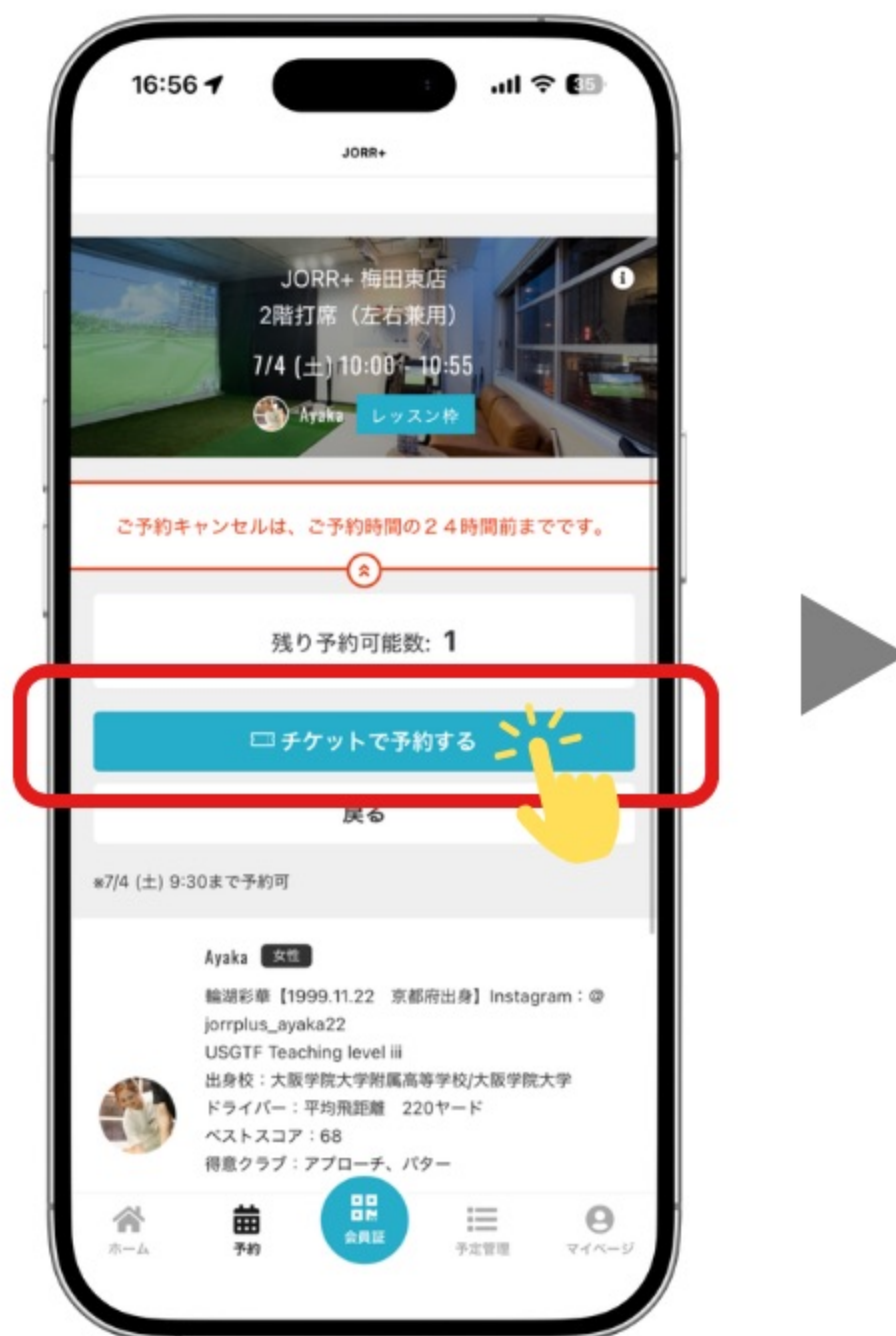 16:56
35
JORR+
JORR+ 梅田東店
2階打席（左右兼用）
7/4 (土) 10:00 - 10:55
Ayaka レッスン枠
ご予約キャンセルは、ご予約時間の２４時間前までです。
残り予約可能数: 1
チケットで予約する
戻る
※7/4 (土) 9:30まで予約可
Ayaka 女性
輪湖彩華【1999.11.22　京都府出身】Instagram：@
jorrplus_ayaka22
USGTF Teaching level iii
出身校：大阪学院大学附属高等学校/大阪学院大学
ドライバー：平均飛距離　220ヤード
ベストスコア：68
得意クラブ：アプローチ、パター
ホーム 予約 会員証 予定管理 マイページ